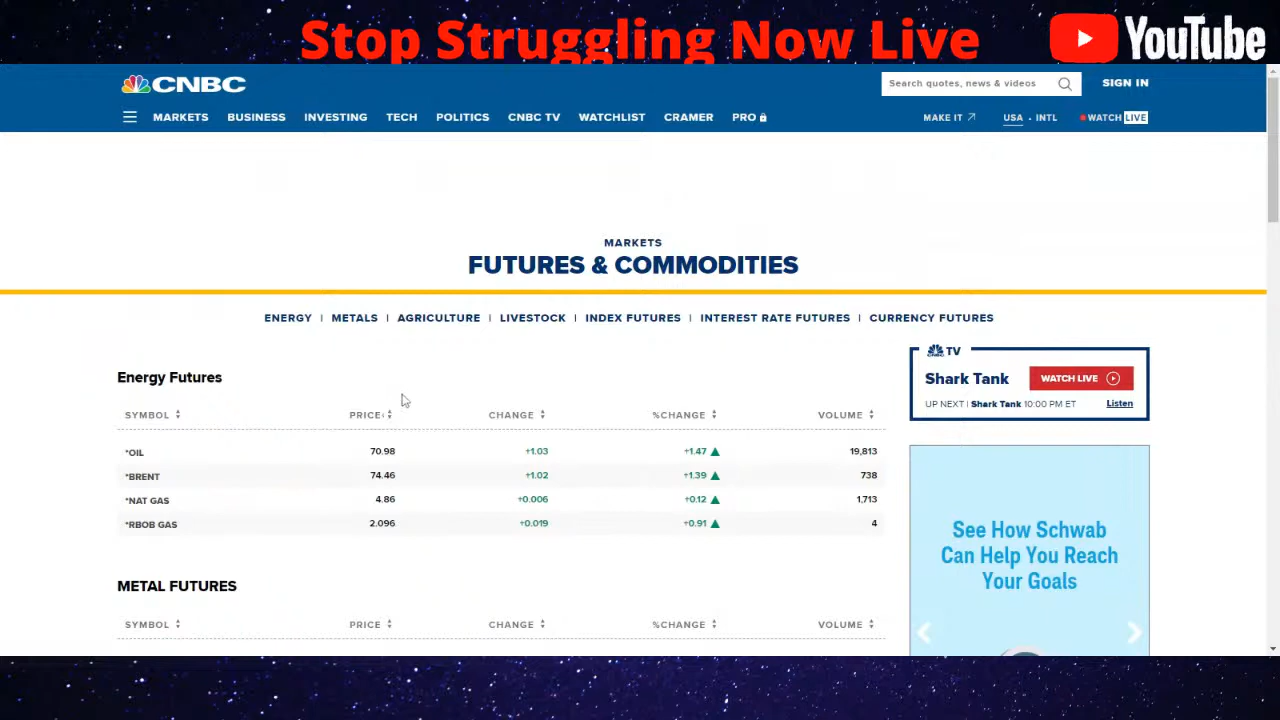 Stop Struggling Now Live
YouTube
CNBC
Search quotes, news & videos
SIGN IN
MARKETS BUSINESS INVESTING TECH POLITICS CNBC TV WATCHLIST CRAMER PRO
MAKE IT USA • INTL WATCH LIVE
MARKETS
FUTURES & COMMODITIES
ENERGY | METALS | AGRICULTURE | LIVESTOCK | INDEX FUTURES | INTEREST RATE FUTURES | CURRENCY FUTURES
Energy Futures
SYMBOL PRICE CHANGE %CHANGE VOLUME
*OIL 70.98 +1.03 +1.47 19,813
*BRENT 74.46 +1.02 +1.39 738
*NAT GAS 4.86 +0.006 +0.12 1,713
*RBOB GAS 2.096 +0.019 +0.91 4
METAL FUTURES
SYMBOL PRICE CHANGE %CHANGE VOLUME
CNBC TV
Shark Tank WATCH LIVE
UP NEXT | Shark Tank 10:00 PM ET Listen
See How Schwab
Can Help You Reach
Your Goals